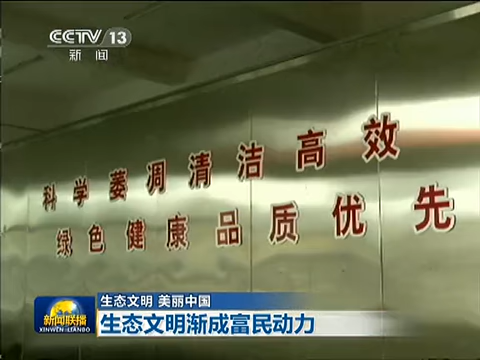 CCTV 13
新闻
科学萎凋清洁高效
绿色健康品质优先
生态文明 美丽中国
生态文明渐成富民动力
新闻联播
XINWEN LIANBO